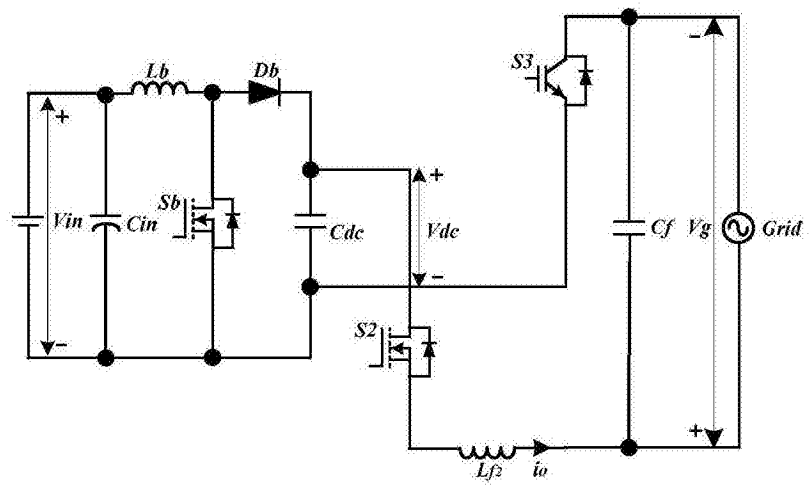 Lb
Db
S3
+
-
Vin
Cin
Sb
Cdc
+
Vdc
-
S2
Lf2
io
-
Cf
Vg
Grid
+